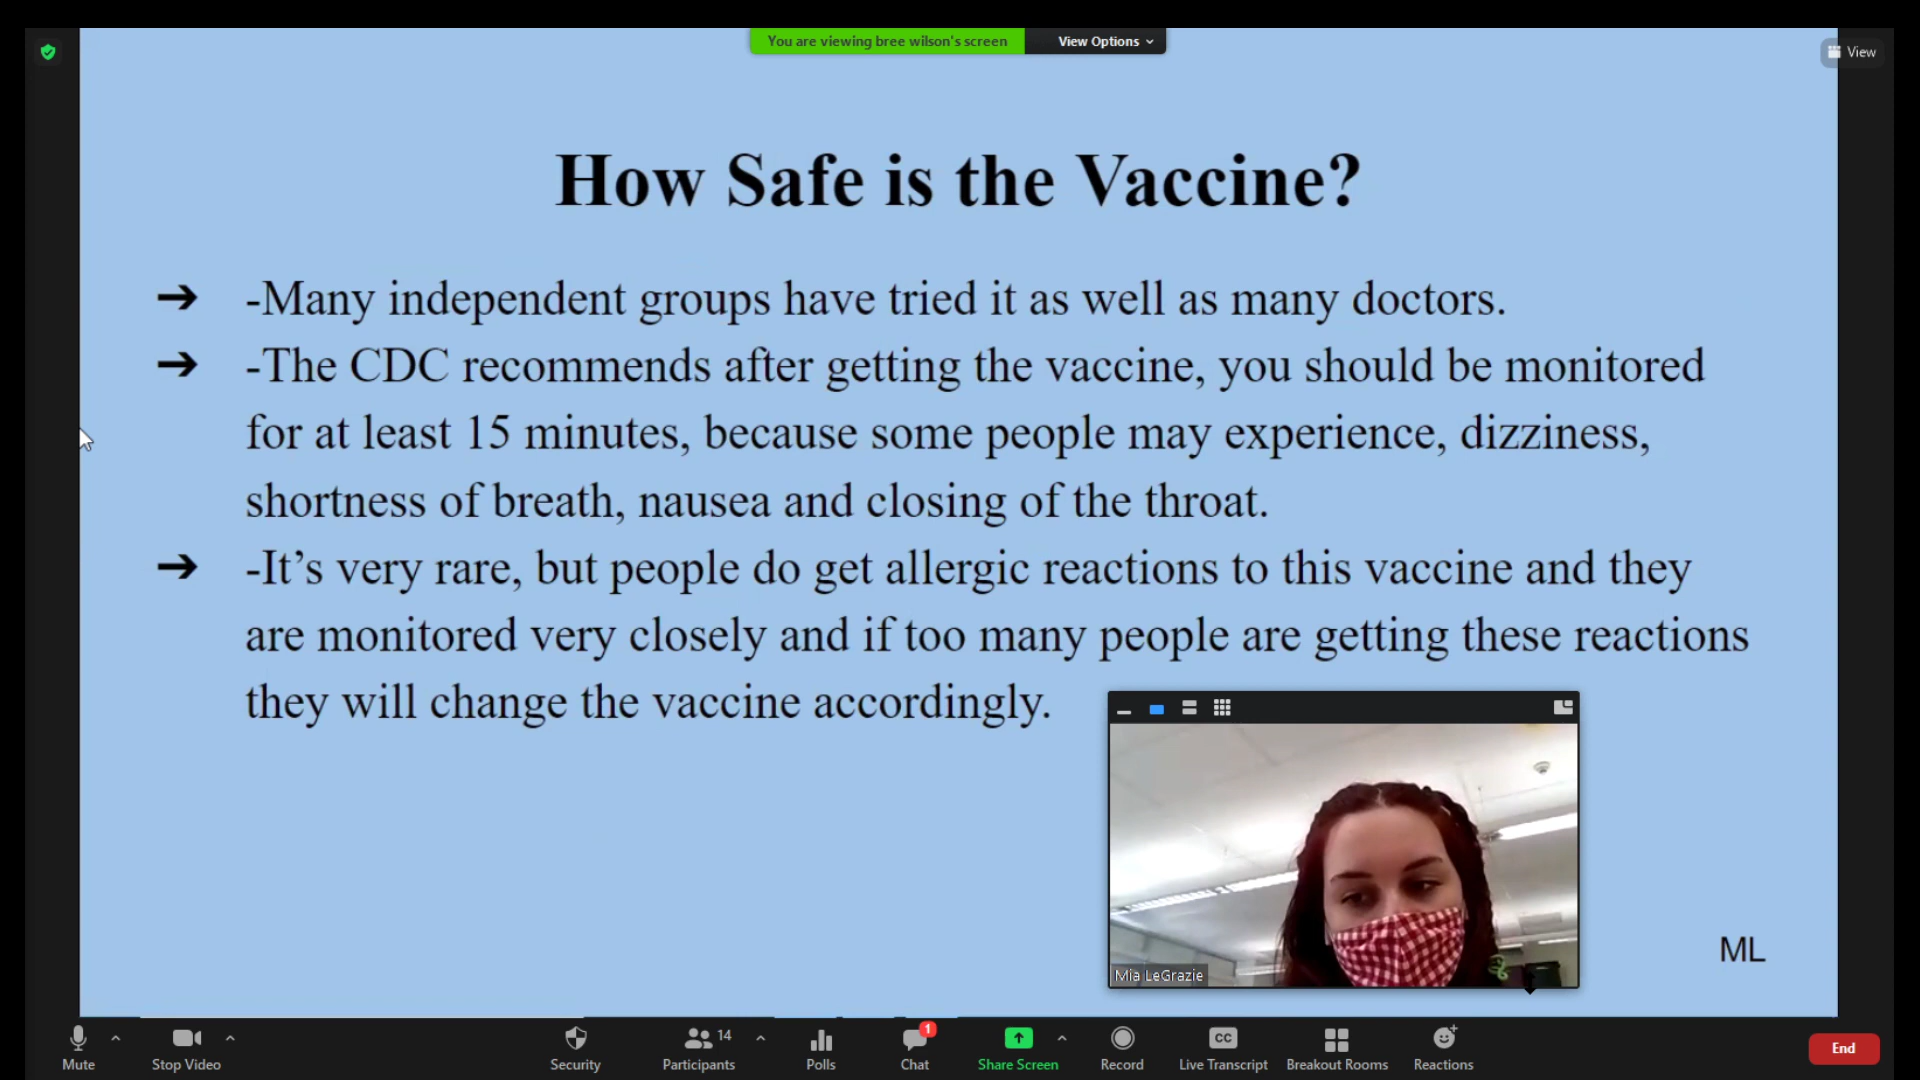 You are viewing bree wilson's screen
View Options
View
How Safe is the Vaccine?
➔ -Many independent groups have tried it as well as many doctors.
➔ -The CDC recommends after getting the vaccine, you should be monitored
for at least 15 minutes, because some people may experience, dizziness,
shortness of breath, nausea and closing of the throat.
➔ -It’s very rare, but people do get allergic reactions to this vaccine and they
are monitored very closely and if too many people are getting these reactions
they will change the vaccine accordingly.
Mia LeGrazie
ML
Mute
Stop Video
Security
Participants 14
Polls
Chat 1
Share Screen
Record
CC Live Transcript
Breakout Rooms
Reactions
End